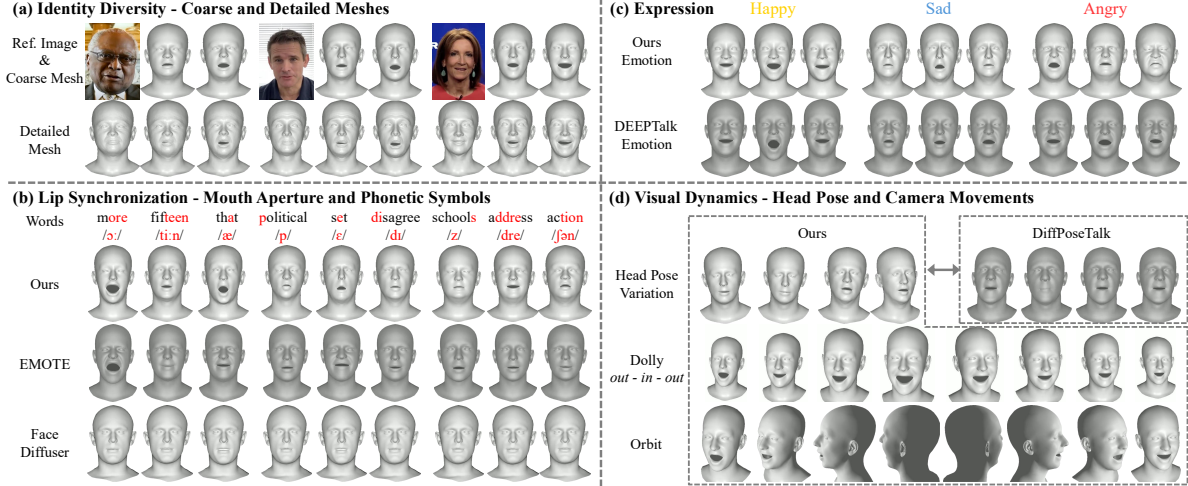 (a) Identity Diversity - Coarse and Detailed Meshes
Ref. Image
&
Coarse Mesh
Detailed
Mesh
(b) Lip Synchronization - Mouth Aperture and Phonetic Symbols
Words
more fifteen that political set disagree schools address action
/ɔː/ /tiːn/ /æ/ /p/ /ɛ/ /dɪ/ /z/ /dre/ /ʃən/
Ours
EMOTE
Face
Diffuser
(c) Expression
Happy Sad Angry
Ours
Emotion
DEEPTalk
Emotion
(d) Visual Dynamics - Head Pose and Camera Movements
Ours DiffPoseTalk
Head Pose
Variation
Dolly
out - in - out
Orbit